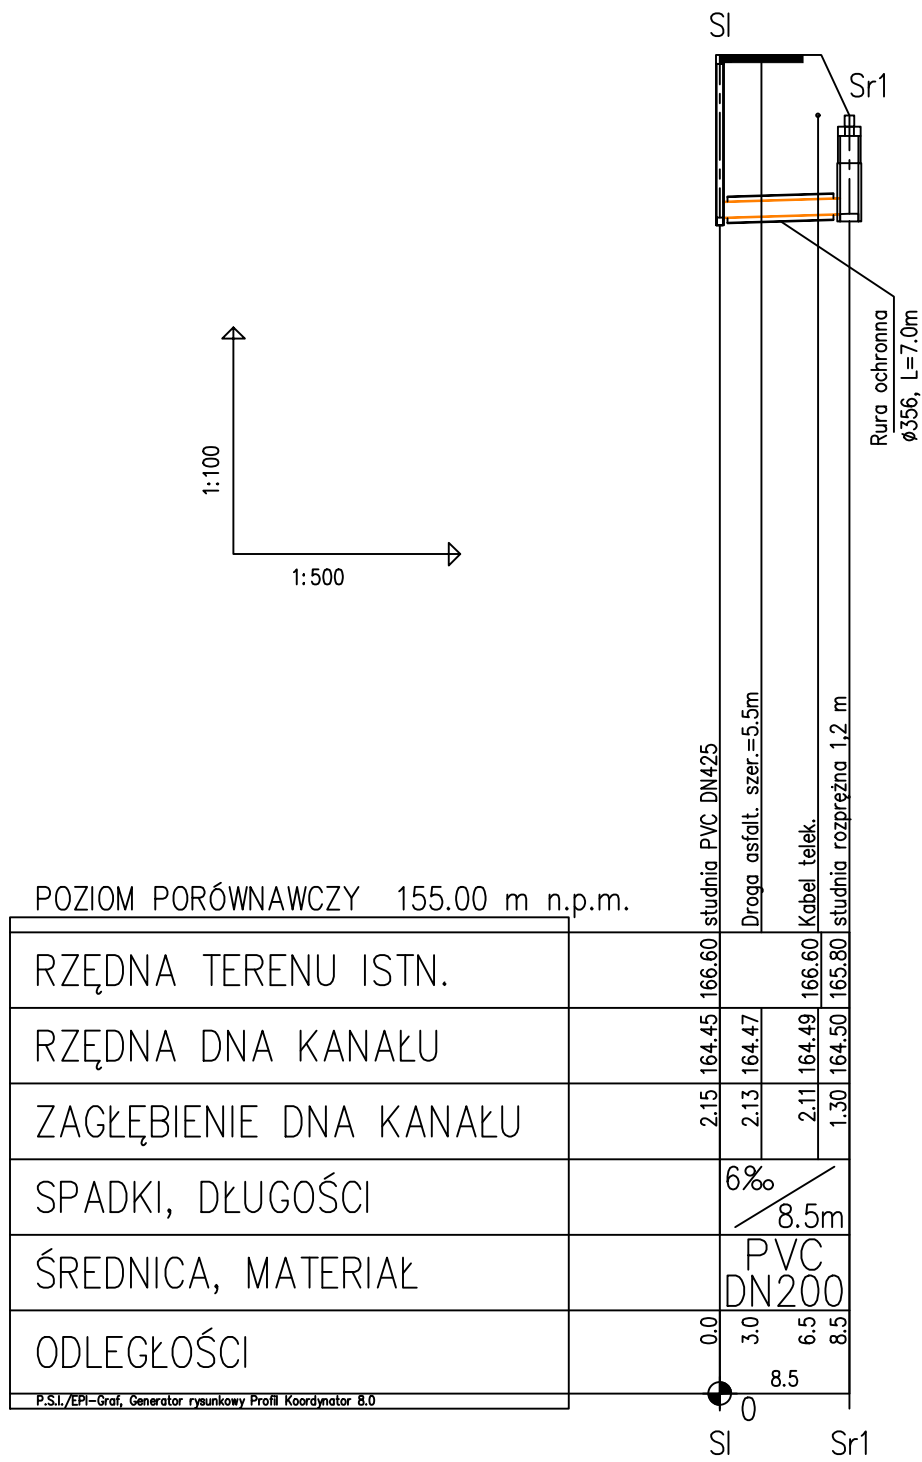 SI
Sr1
Rura ochronna
ø356, L=7.0m
1:100
1:500
studnia PVC DN425
Droga asfalt. szer.=5.5m
Kabel telek.
studnia rozprężna 1,2 m
POZIOM PORÓWNAWCZY 155.00 m n.p.m.
RZĘDNA TERENU ISTN. 166.60 166.60 165.80
RZĘDNA DNA KANAŁU 164.45 164.47 164.49 164.50
ZAGŁĘBIENIE DNA KANAŁU 2.15 2.13 2.11 1.30
SPADKI, DŁUGOŚCI 6‰ 8.5m
ŚREDNICA, MATERIAŁ PVC
DN200
ODLEGŁOŚCI 0.0 3.0 6.5 8.5
8.5
P.S.I./EPI-Graf, Generator rysunkowy Profil Koordynator 8.0
0
SI Sr1